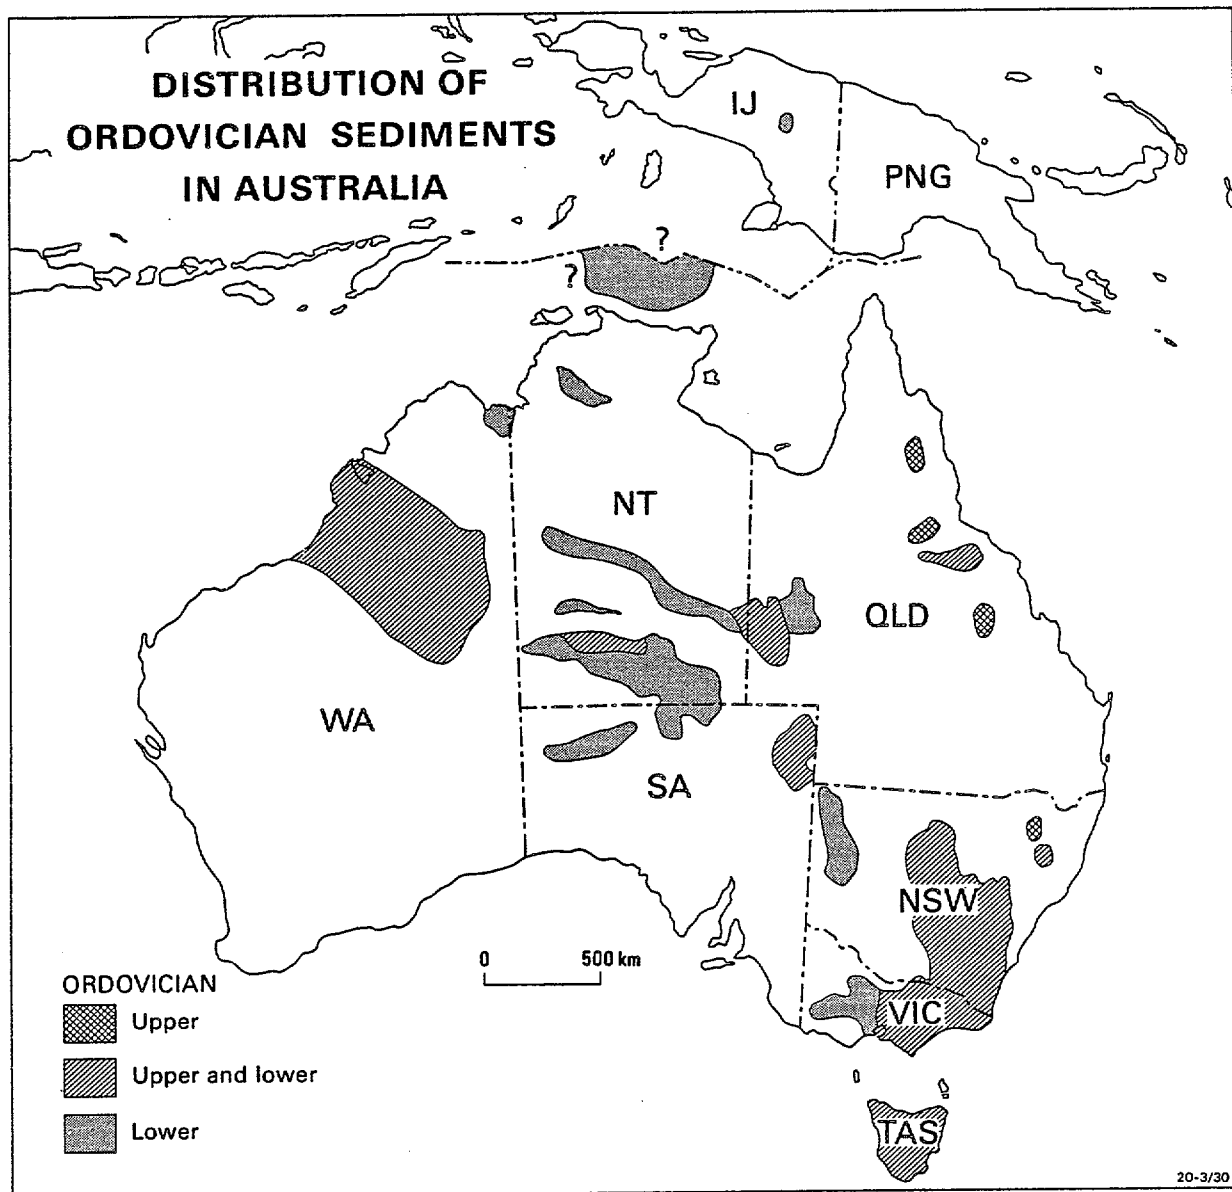 DISTRIBUTION OF
ORDOVICIAN SEDIMENTS
IN AUSTRALIA
IJ
PNG
?
?
NT
QLD
WA
SA
NSW
0 500 km
VIC
TAS
ORDOVICIAN
Upper
Upper and lower
Lower
20-3/30